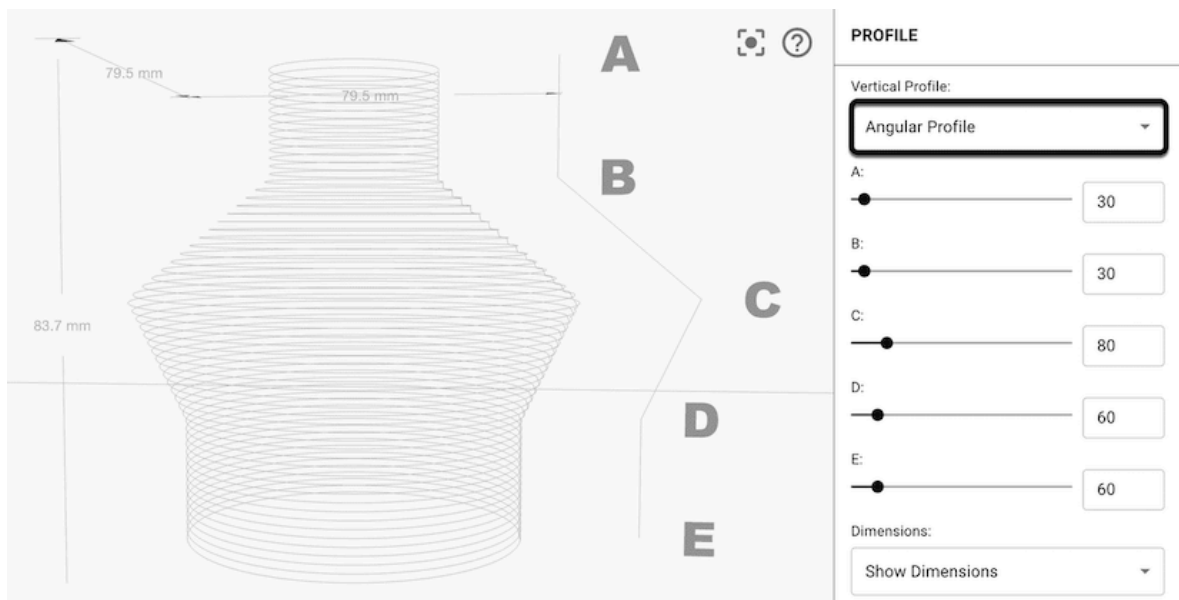 79.5 mm
79.5 mm
83.7 mm
A
B
C
D
E
?
PROFILE
Vertical Profile:
Angular Profile
A:
30
B:
30
C:
80
D:
60
E:
60
Dimensions:
Show Dimensions